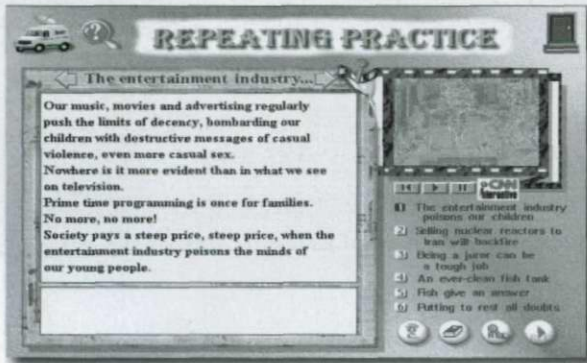 REPEATING PRACTICE
The entertainment industry...
Our music, movies and advertising regularly
push the limits of decency, bombarding our
children with destructive messages of casual
violence, even more casual sex.
Nowhere is it more evident than in what we see
on television.
Prime time programming is once for families.
No more, no more!
Society pays a steep price, steep price, when the
entertainment industry poisons the minds of
our young people.
CNN
Interactive
1 The entertainment industry
poisons our children
2 Selling nuclear reactors to
Iran will backfire
3 Being a juror can be
a tough job
4 An ever-clean fish tank
5 Fish give an answer
6 Putting to rest all doubts